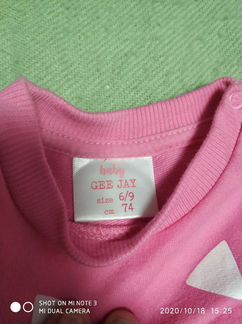 baby
GEE JAY
size 6/9
cm 74
SHOT ON MI NOTE 3
MI DUAL CAMERA
2020/10/18 15:25